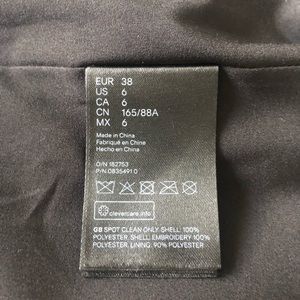 EUR 38
US 6
CA 6
CN 165/88A
MX 6
Made in China
Fabriqué en China
Hecho en China
O/N 182753
P/N 0835491 0
clevercare.info
GB SPOT CLEAN ONLY SHELL: 100%
POLYESTER. SHELL: EMBROIDERY 100%
POLYESTER. LINING: 90% POLYESTER.